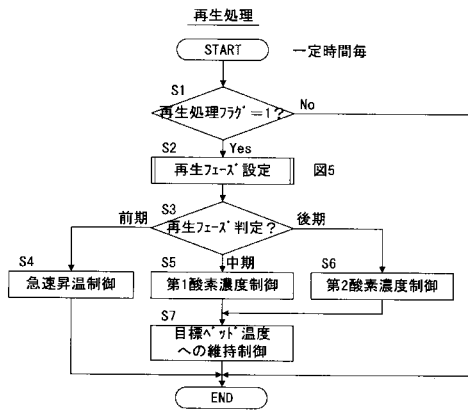 再生処理
START
一定時間毎
S1
再生処理フラグ=1?
No
Yes
S2
再生フェーズ設定
図5
S3
再生フェーズ判定?
前期
後期
中期
S4
急速昇温制御
S5
第1酸素濃度制御
S6
第2酸素濃度制御
S7
目標ベッド温度
への維持制御
END